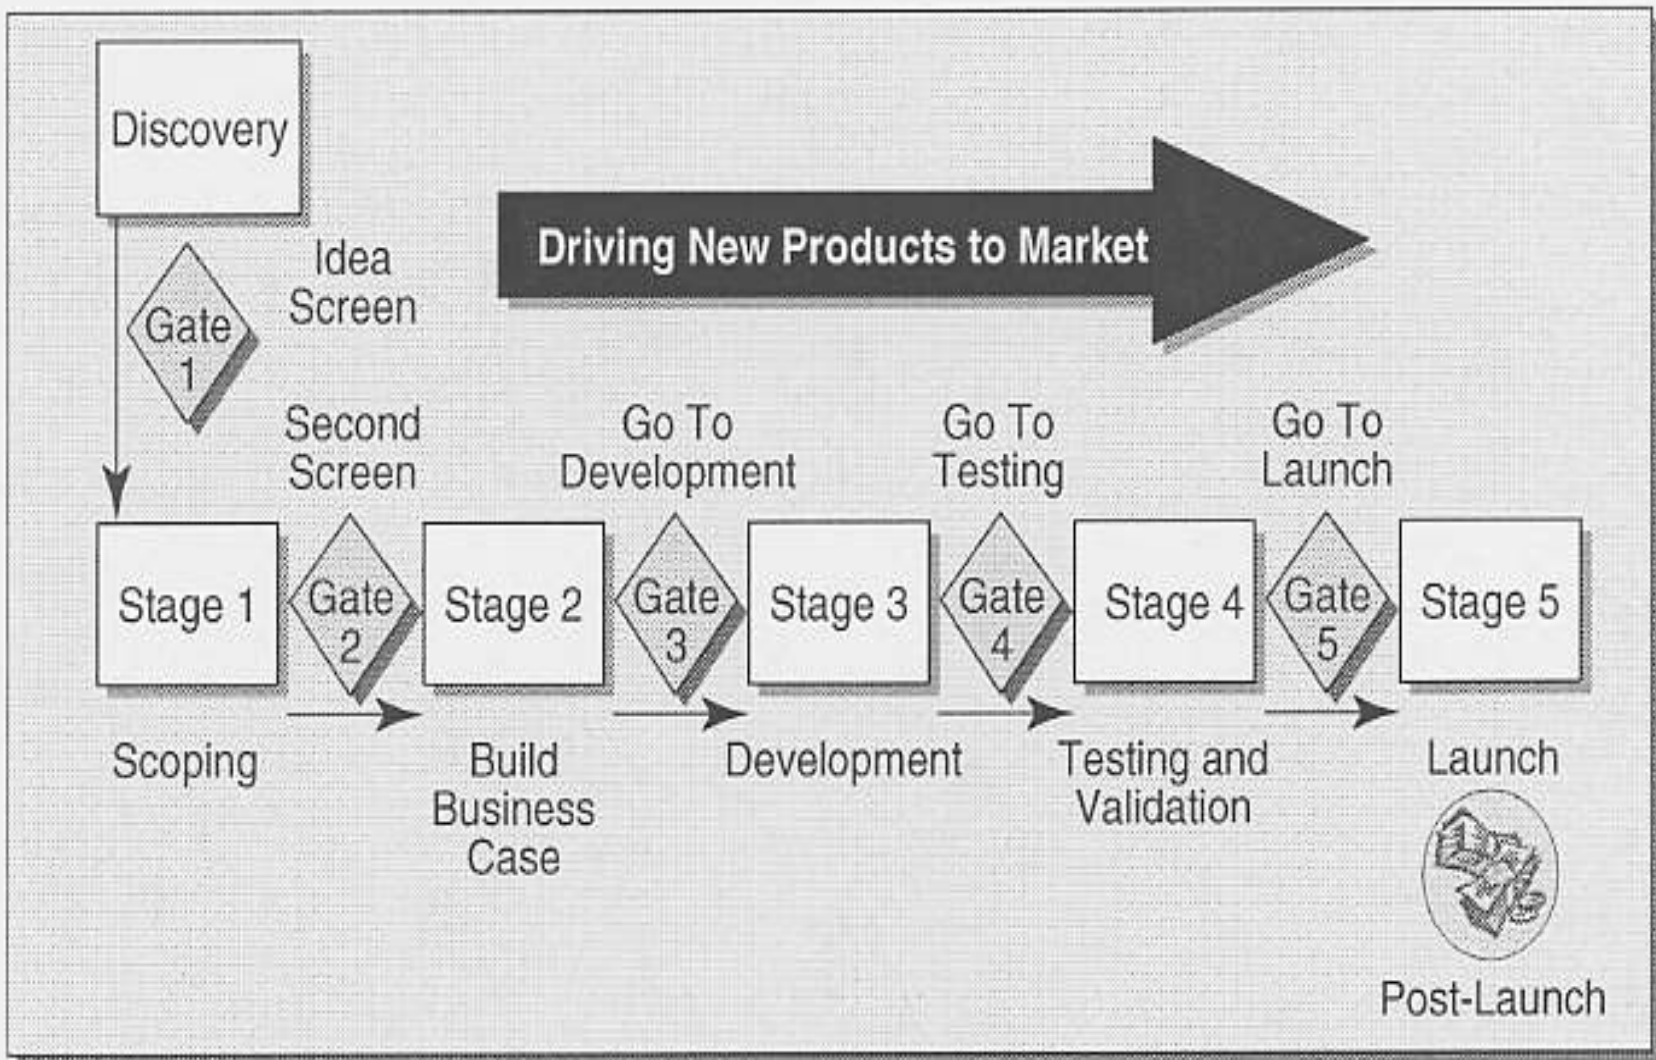 Discovery
Driving New Products to Market
Idea
Screen
Gate
1
Second
Screen
Go To
Development
Go To
Testing
Go To
Launch
Stage 1
Gate
2
Stage 2
Gate
3
Stage 3
Gate
4
Stage 4
Gate
5
Stage 5
Scoping
Build
Business
Case
Development
Testing and
Validation
Launch
Post-Launch